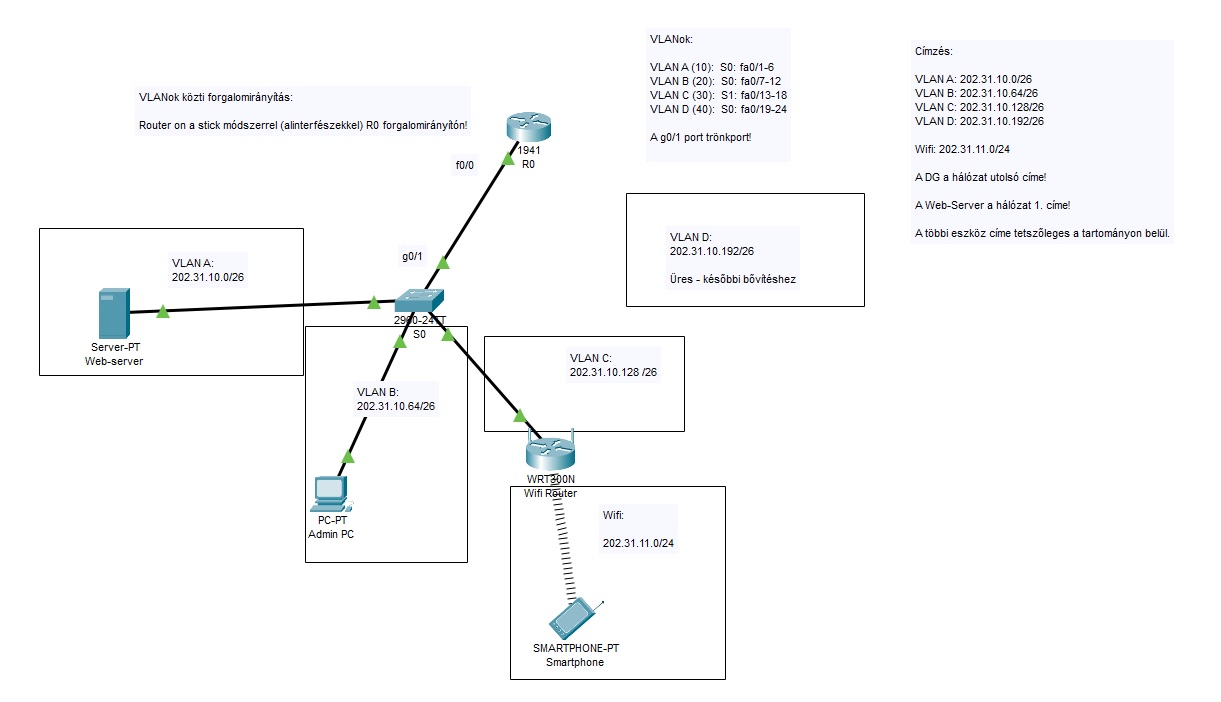 VLANok közti forgalomirányítás:
Router on a stick módszerrel (alinterfészekkel) R0 forgalomirányítón!
VLANok:
VLAN A (10): S0: fa0/1-6
VLAN B (20): S0: fa0/7-12
VLAN C (30): S1: fa0/13-18
VLAN D (40): S0: fa0/19-24
A g0/1 port trönkport!
Címzés:
VLAN A: 202.31.10.0/26
VLAN B: 202.31.10.64/26
VLAN C: 202.31.10.128/26
VLAN D: 202.31.10.192/26
Wifi: 202.31.11.0/24
A DG a hálózat utolsó címe!
A Web-Server a hálózat 1. címe!
A többi eszköz címe tetszőleges a tartományon belül.
1941
R0
f0/0
g0/1
VLAN A:
202.31.10.0/26
Server-PT
Web-server
2960-24TT
S0
VLAN D:
202.31.10.192/26
Üres - későbbi bővítéshez
VLAN B:
202.31.10.64/26
VLAN C:
202.31.10.128 /26
PC-PT
Admin PC
WRT300N
Wifi Router
Wifi:
202.31.11.0/24
SMARTPHONE-PT
Smartphone